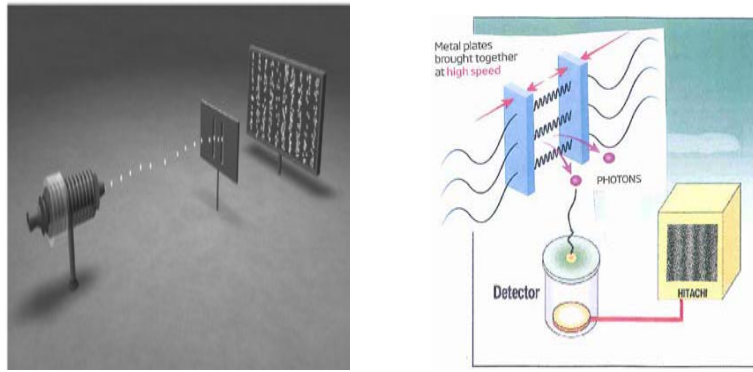 Metal plates
brought together
at high speed
PHOTONS
Detector
HITACHI